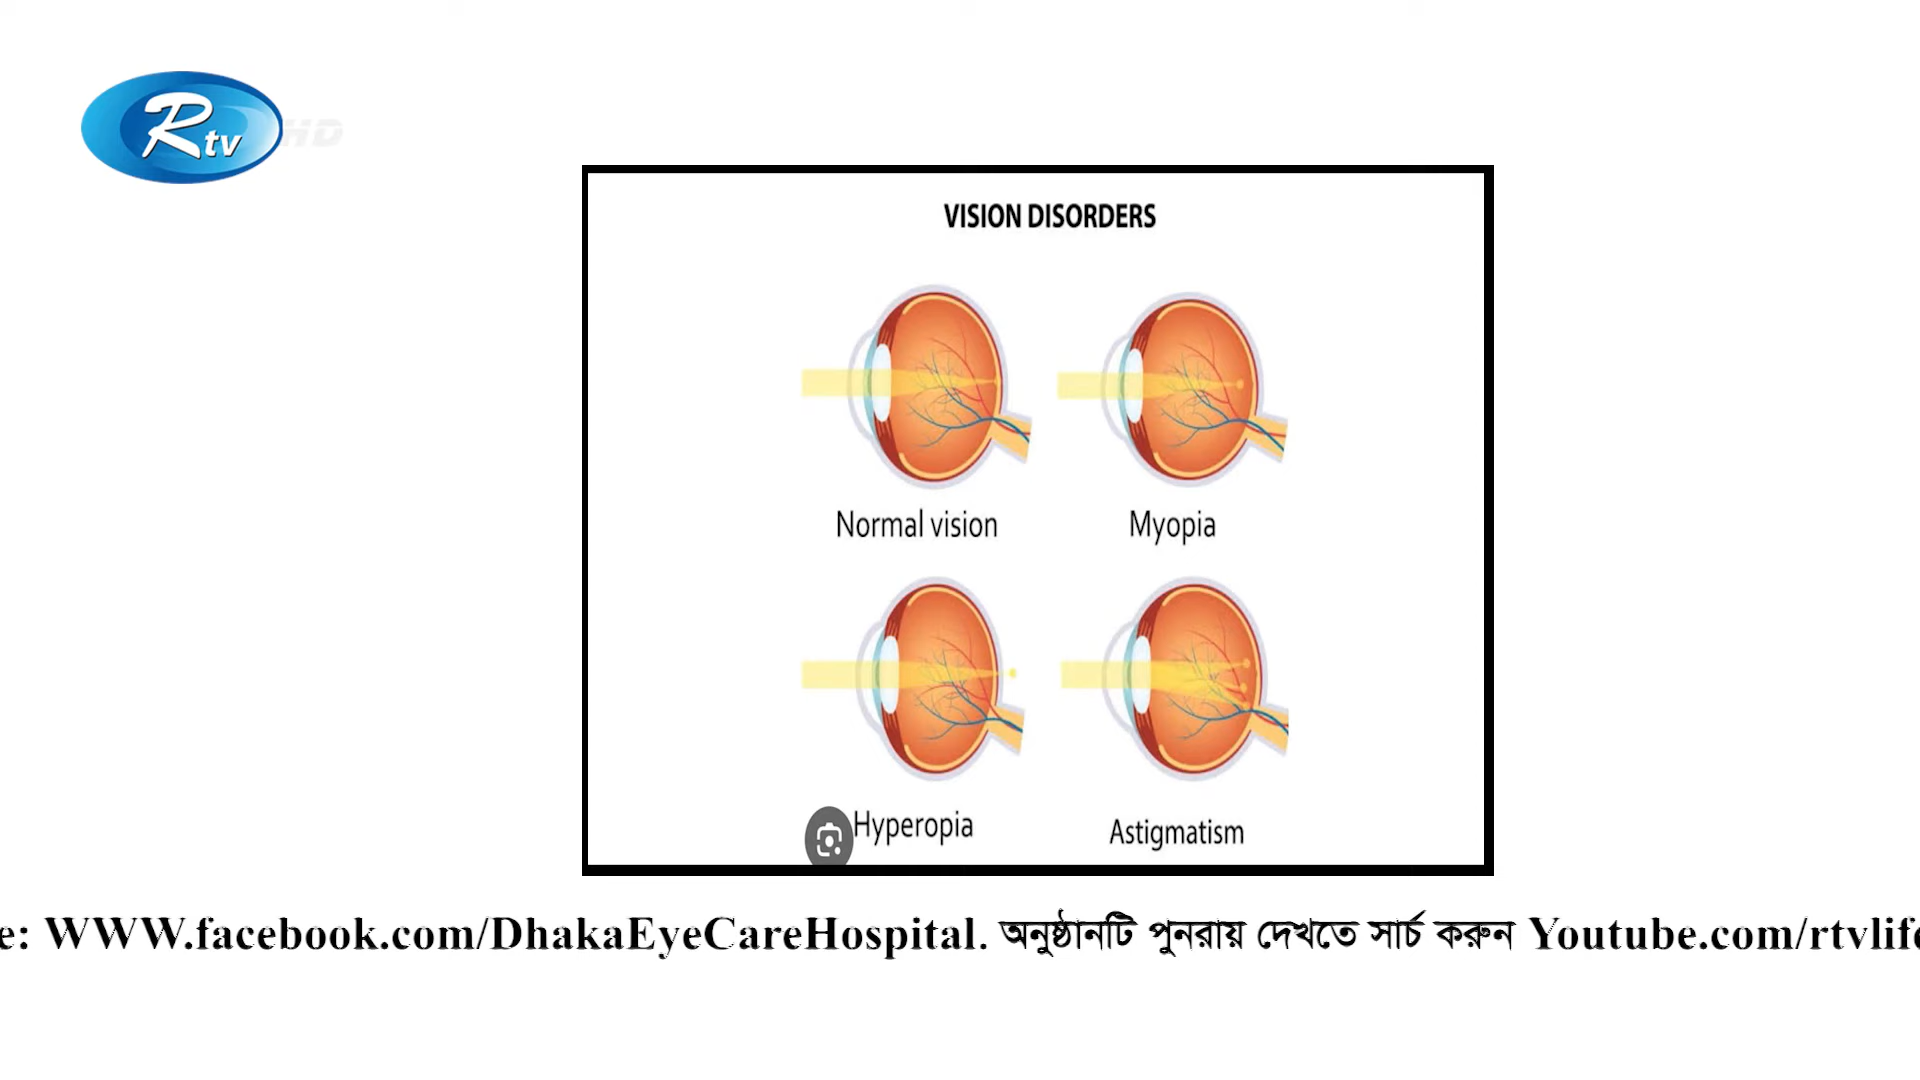 Rtv HD
VISION DISORDERS
Normal vision
Myopia
Hyperopia
Astigmatism
e: WWW.facebook.com/DhakaEyeCareHospital. অনুষ্ঠানটি পুনরায় দেখতে সার্চ করুন Youtube.com/rtvlife